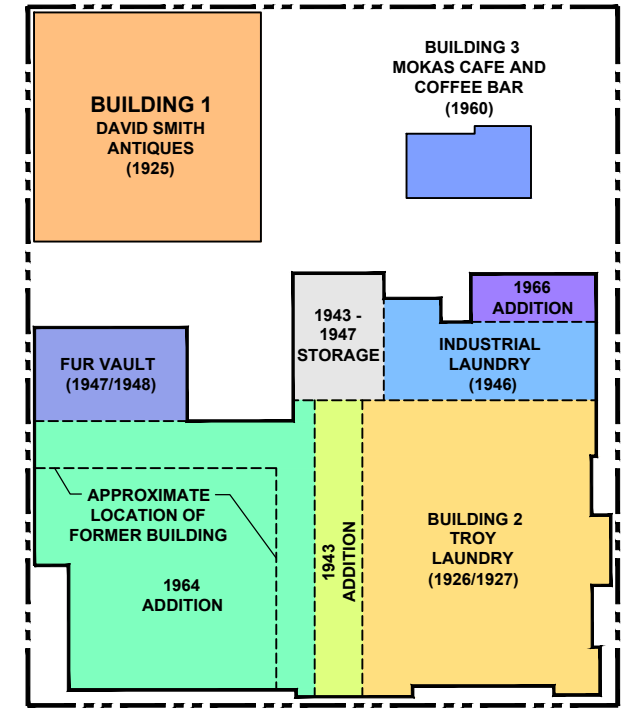 BUILDING 1
DAVID SMITH
ANTIQUES
(1925)
BUILDING 3
MOKAS CAFE AND
COFFEE BAR
(1960)
1966
ADDITION
1943 -
1947
STORAGE
INDUSTRIAL
LAUNDRY
(1946)
FUR VAULT
(1947/1948)
APPROXIMATE
LOCATION OF
FORMER BUILDING
1964
ADDITION
1943
ADDITION
BUILDING 2
TROY
LAUNDRY
(1926/1927)